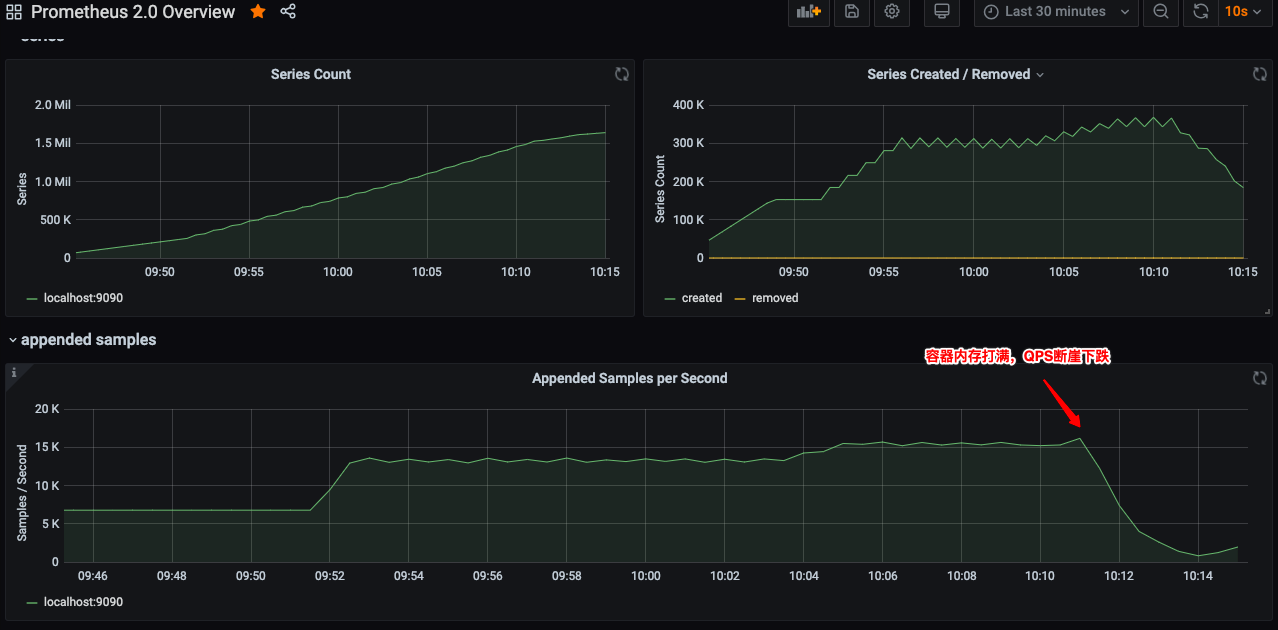 Prometheus 2.0 Overview
Last 30 minutes
10s
series
Series Count
2.0 Mil
1.5 Mil
1.0 Mil
500 K
0
Series
09:50 09:55 10:00 10:05 10:10 10:15
localhost:9090
Series Created / Removed
400 K
300 K
200 K
100 K
0
Series Count
09:50 09:55 10:00 10:05 10:10 10:15
created removed
appended samples
容器内存打满，QPS断崖下跌
i
Appended Samples per Second
20 K
15 K
10 K
5 K
0
Samples / Second
09:46 09:48 09:50 09:52 09:54 09:56 09:58 10:00 10:02 10:04 10:06 10:08 10:10 10:12 10:14
localhost:9090